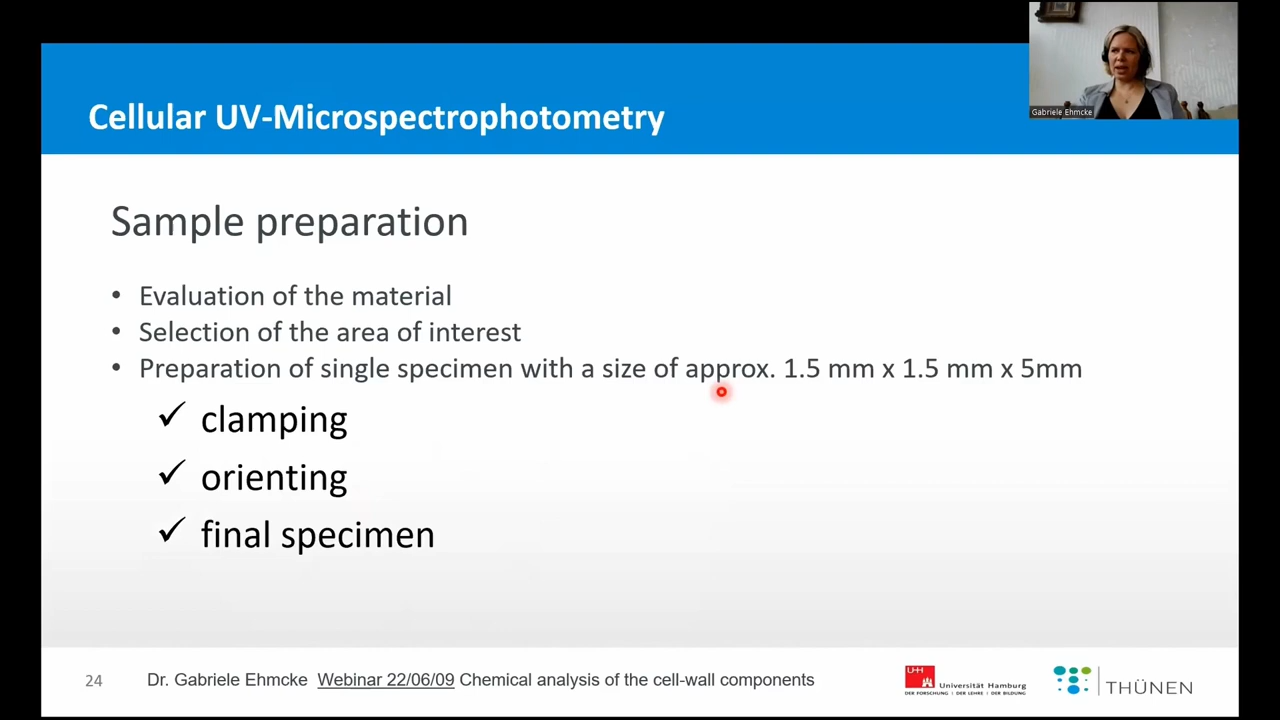 Cellular UV-Microspectrophotometry
Gabriele Ehmcke
Sample preparation
• Evaluation of the material
• Selection of the area of interest
• Preparation of single specimen with a size of approx. 1.5 mm x 1.5 mm x 5mm
✓ clamping
✓ orienting
✓ final specimen
24
Dr. Gabriele Ehmcke Webinar 22/06/09 Chemical analysis of the cell-wall components
UH
Universität Hamburg
DER FORSCHUNG | DER LEHRE | DER BILDUNG
THÜNEN